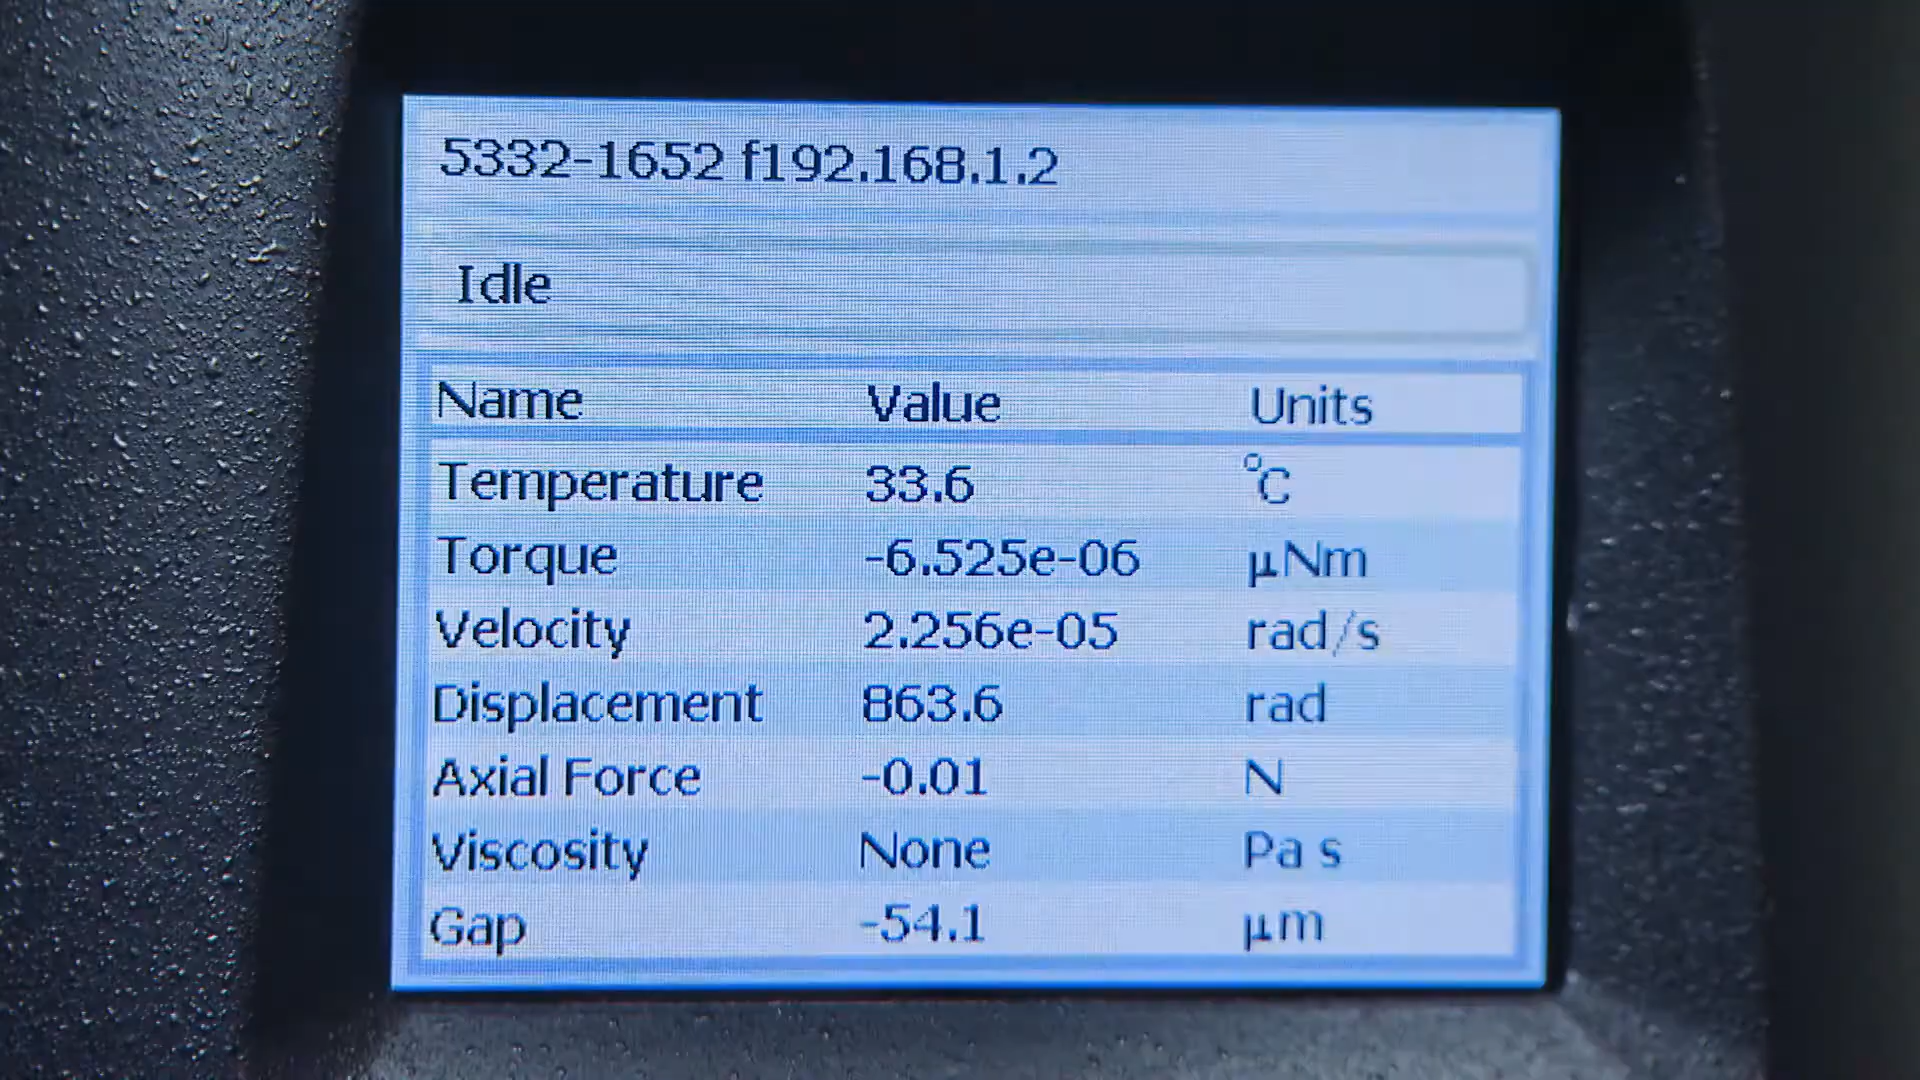 5332-1652 f192.168.1.2
Idle
Name Value Units
Temperature 33.6 °C
Torque -6.525e-06 µNm
Velocity 2.256e-05 rad/s
Displacement 863.6 rad
Axial Force -0.01 N
Viscosity None Pa s
Gap -54.1 µm